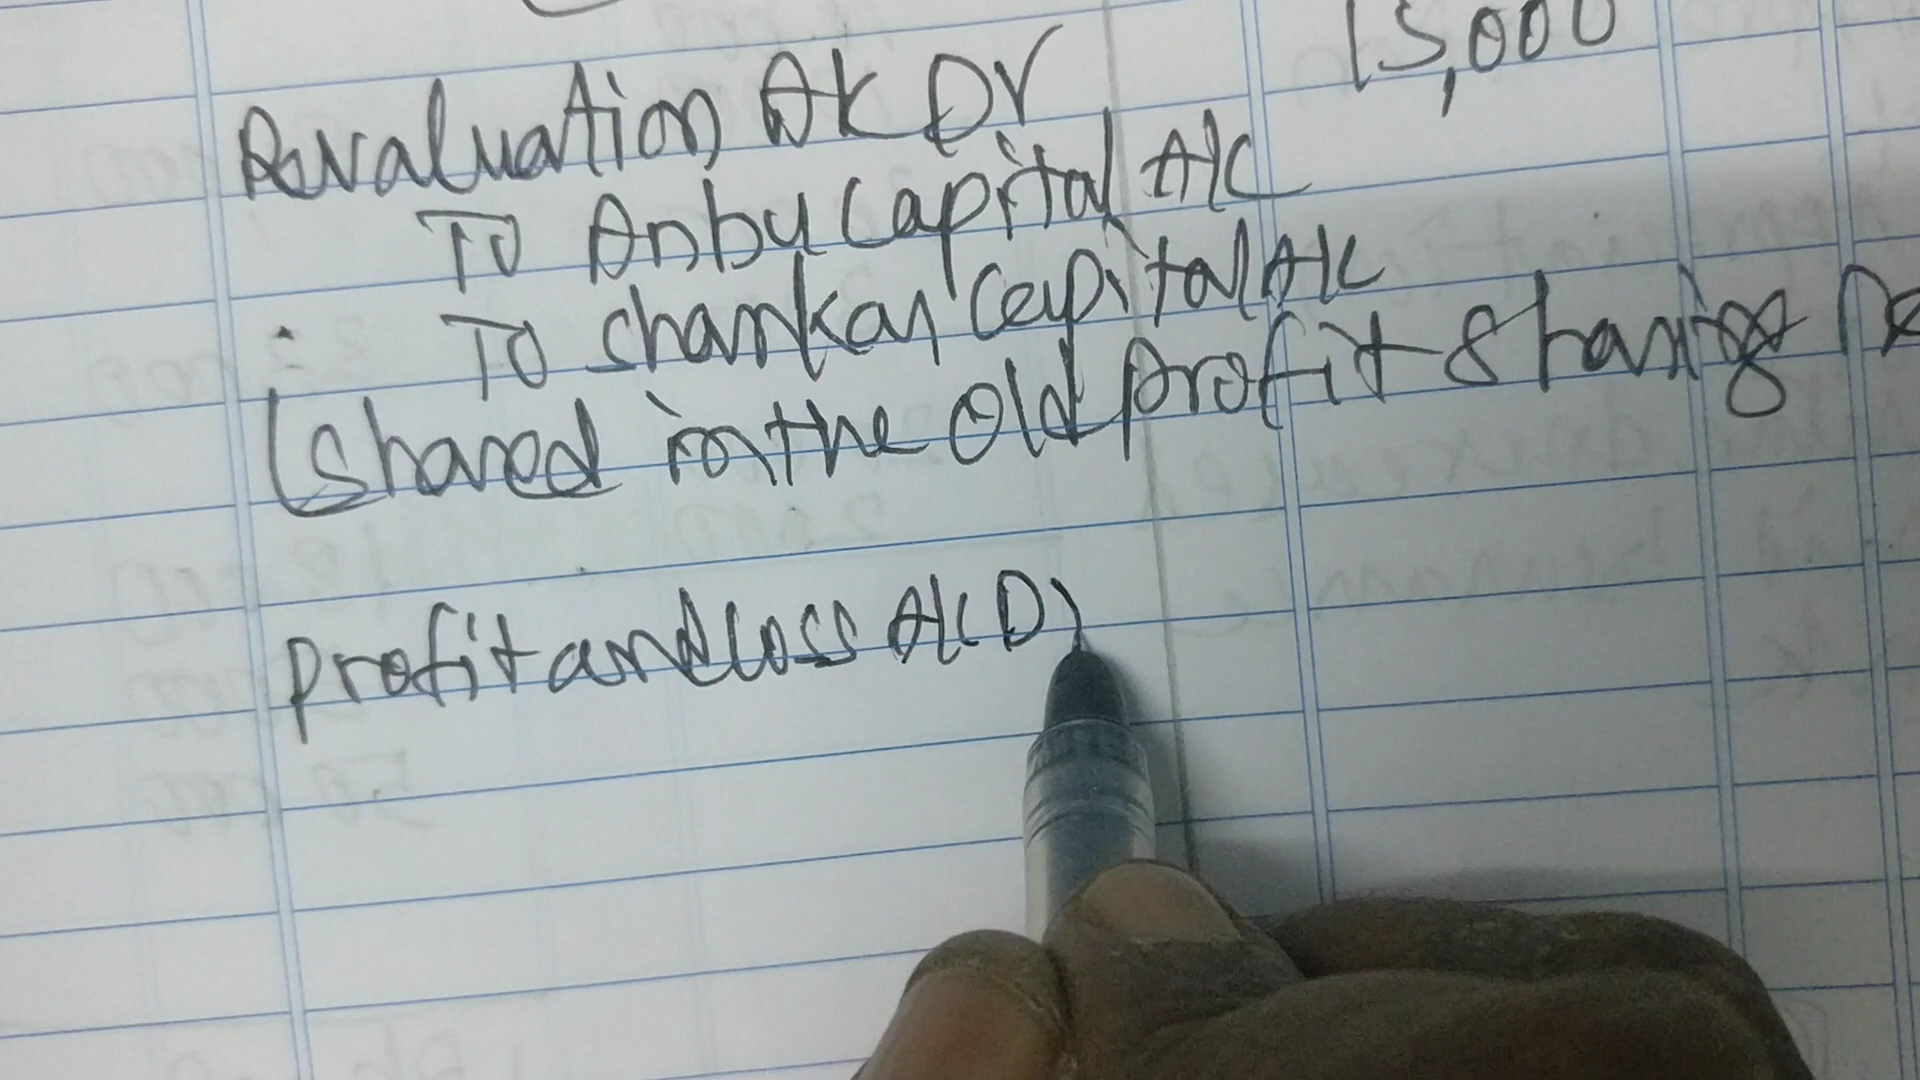 15,000
Revaluation A/c Dr
To Anbu Capital A/C
To Shankar Capital A/C
(Shared in the old profit sharing
Profit and loss A/c Dr